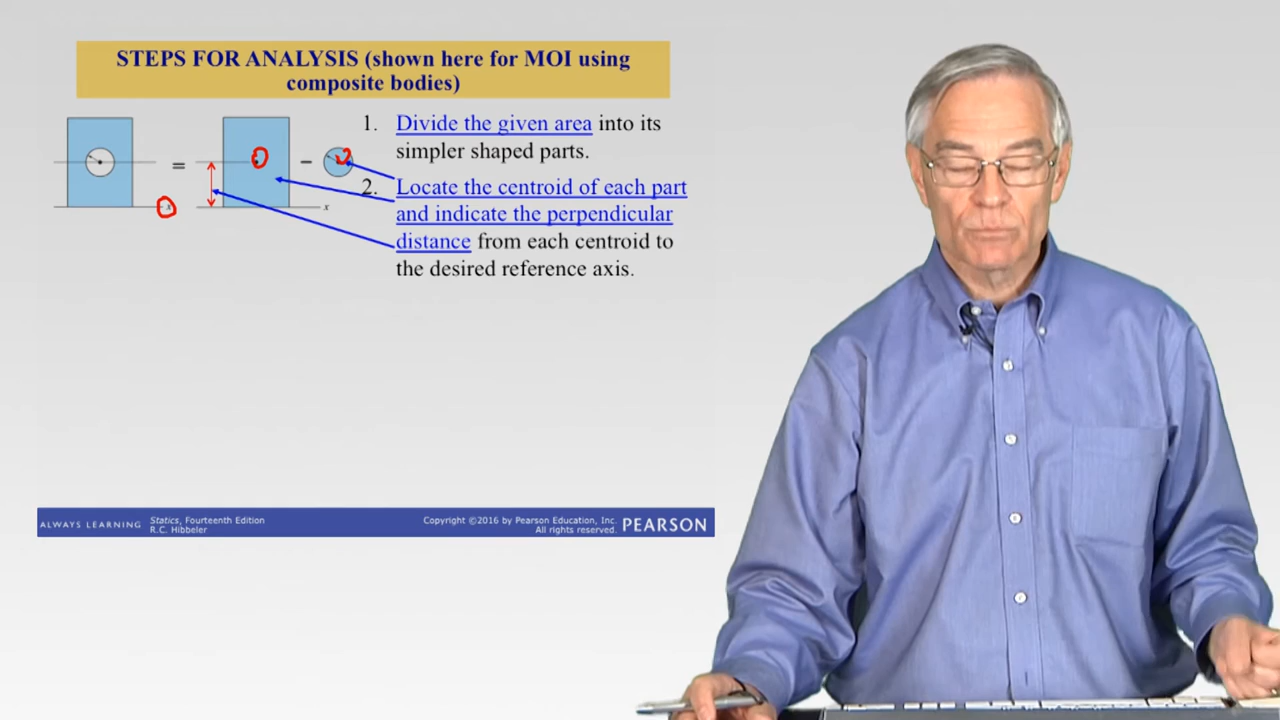 STEPS FOR ANALYSIS (shown here for MOI using
composite bodies)
1. Divide the given area into its
simpler shaped parts.
2. Locate the centroid of each part
and indicate the perpendicular
distance from each centroid to
the desired reference axis.
=
−
x
x
ALWAYS LEARNING
Statics, Fourteenth Edition
R.C. Hibbeler
Copyright ©2016 by Pearson Education, Inc.
All rights reserved.
PEARSON